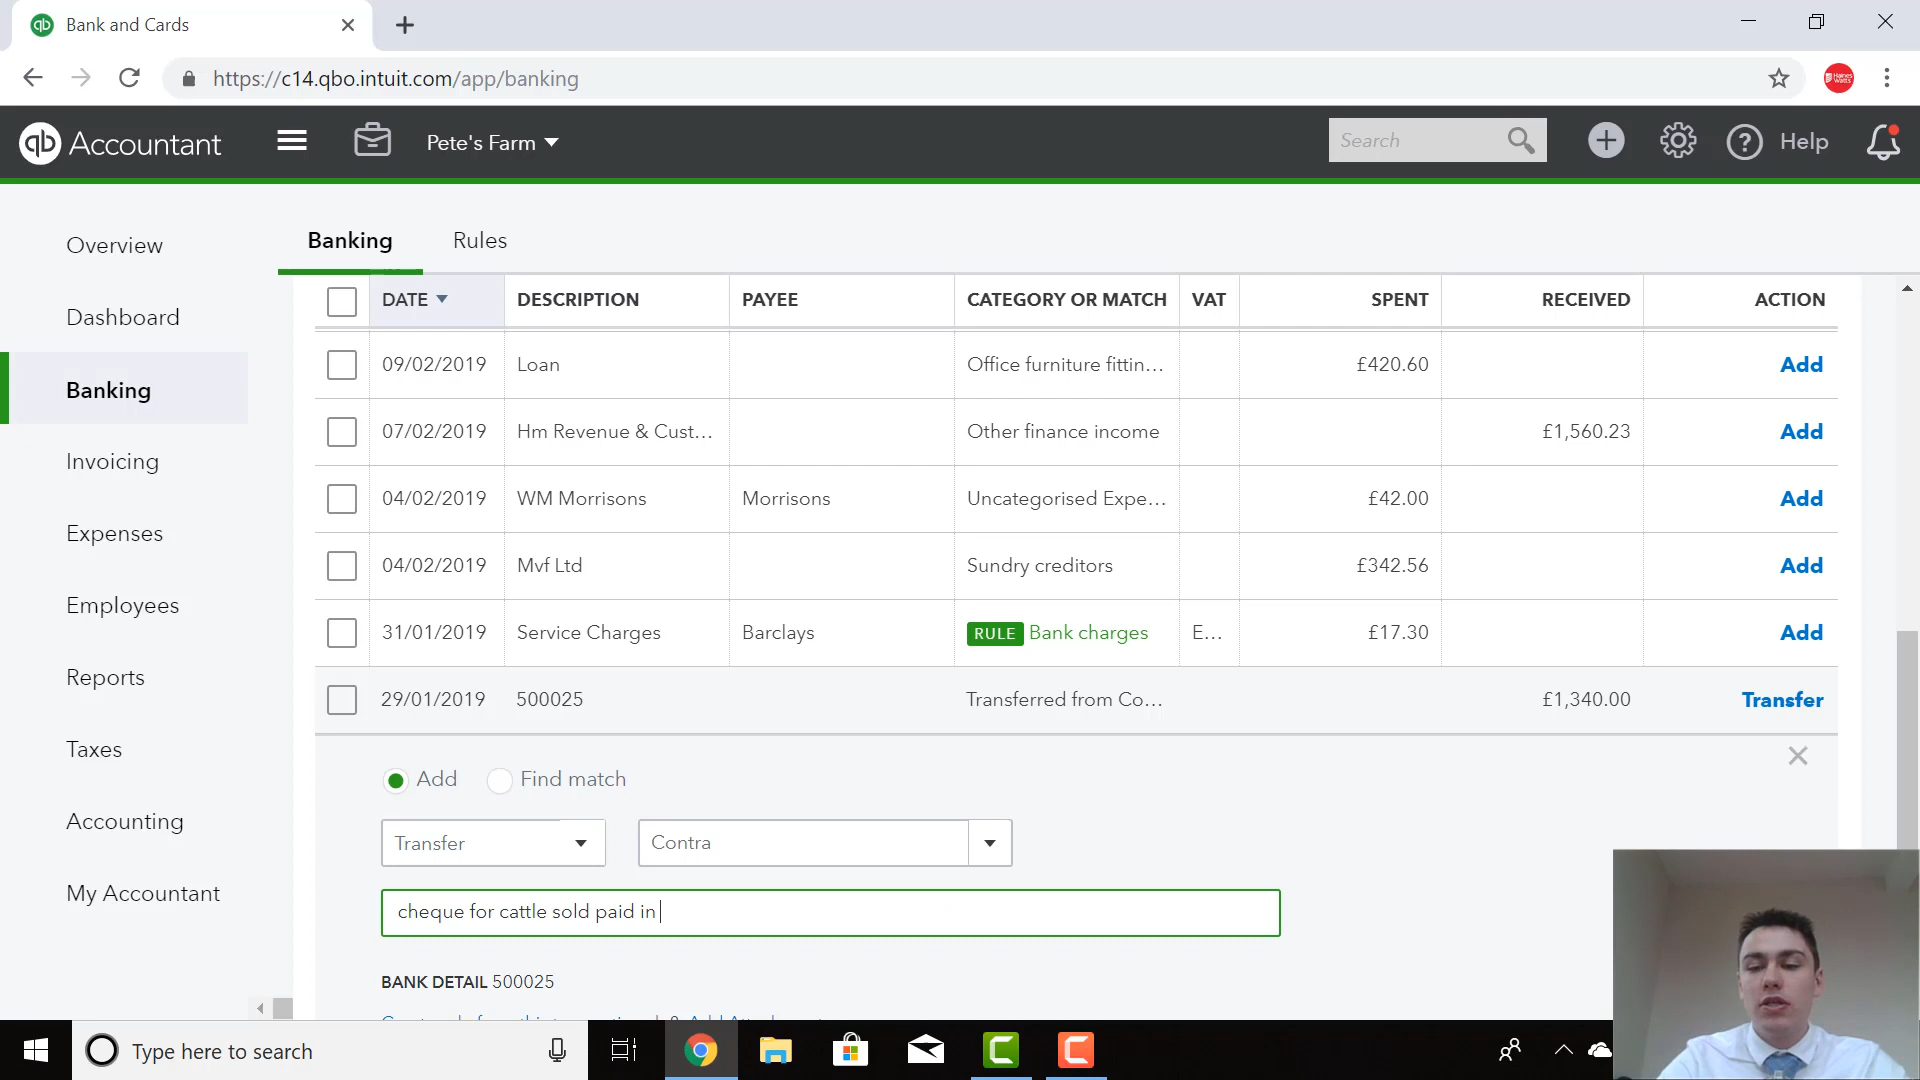 qb Bank and Cards
https://c14.qbo.intuit.com/app/banking
Haines Watts
qb Accountant Pete's Farm Search Help
Overview
Dashboard
Banking
Invoicing
Expenses
Employees
Reports
Taxes
Accounting
My Accountant
Banking Rules
DATE DESCRIPTION PAYEE CATEGORY OR MATCH VAT SPENT RECEIVED ACTION
09/02/2019 Loan Office furniture fittin... £420.60 Add
07/02/2019 Hm Revenue & Cust... Other finance income £1,560.23 Add
04/02/2019 WM Morrisons Morrisons Uncategorised Expe... £42.00 Add
04/02/2019 Mvf Ltd Sundry creditors £342.56 Add
31/01/2019 Service Charges Barclays RULE Bank charges E... £17.30 Add
29/01/2019 500025 Transferred from Co... £1,340.00 Transfer
Add Find match
Transfer Contra
cheque for cattle sold paid in
BANK DETAIL 500025
Type here to search